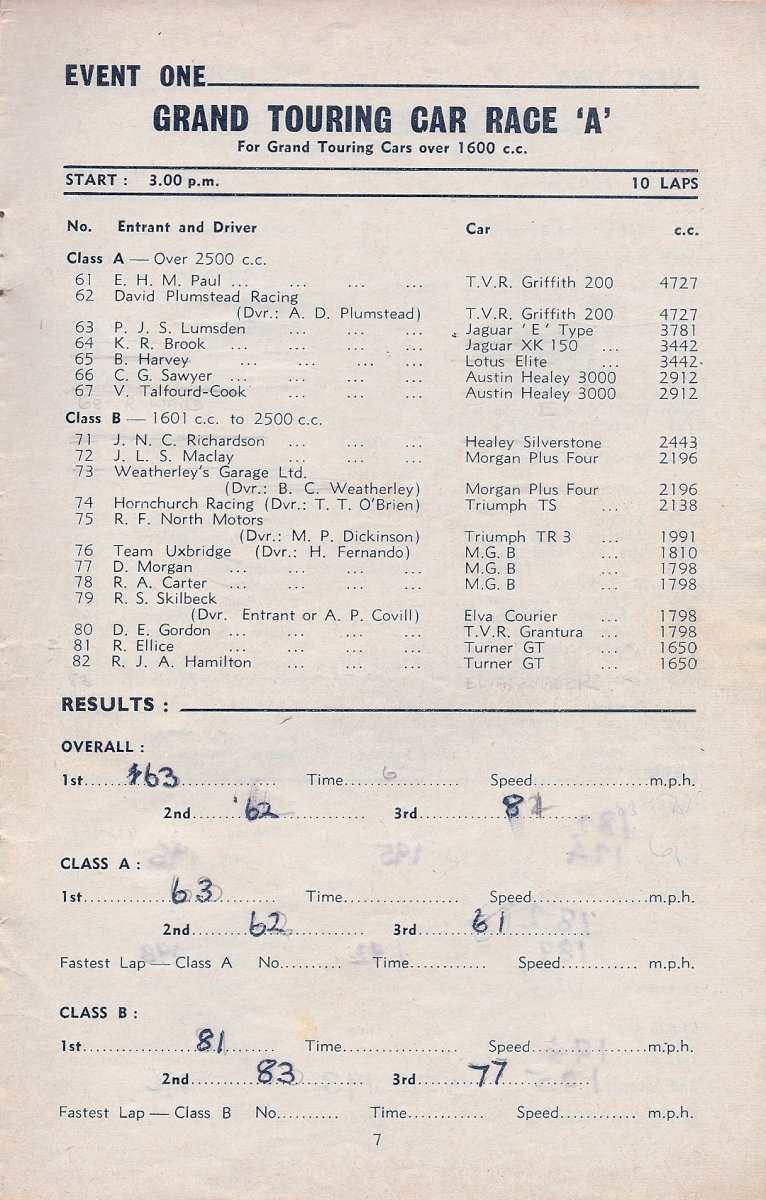 EVENT ONE
GRAND TOURING CAR RACE 'A'
For Grand Touring Cars over 1600 c.c.
START : 3.00 p.m. 10 LAPS
No. Entrant and Driver Car c.c.
Class A — Over 2500 c.c.
61 E. H. M. Paul ... ... ... ... T.V.R. Griffith 200 4727
62 David Plumstead Racing
(Dvr.: A. D. Plumstead) T.V.R. Griffith 200 4727
63 P. J. S. Lumsden ... ... ... Jaguar 'E' Type 3781
64 K. R. Brook ... ... ... ... Jaguar XK 150 ... 3442
65 B. Harvey ... ... ... ... Lotus Elite ... 3442
66 C. G. Sawyer ... ... ... ... Austin Healey 3000 2912
67 V. Talfourd-Cook ... ... ... Austin Healey 3000 2912
Class B — 1601 c.c. to 2500 c.c.
71 J. N. C. Richardson ... ... ... Healey Silverstone 2443
72 J. L. S. Maclay ... ... ... Morgan Plus Four 2196
73 Weatherley's Garage Ltd.
(Dvr.: B. C. Weatherley) Morgan Plus Four 2196
74 Hornchurch Racing (Dvr.: T. T. O'Brien) Triumph TS ... 2138
75 R. F. North Motors
(Dvr.: M. P. Dickinson) Triumph TR 3 ... 1991
76 Team Uxbridge (Dvr.: H. Fernando) M.G. B ... 1810
77 D. Morgan ... ... ... ... M.G. B ... 1798
78 R. A. Carter ... ... ... ... M.G. B ... 1798
79 R. S. Skilbeck
(Dvr. Entrant or A. P. Covill) Elva Courier ... 1798
80 D. E. Gordon ... ... ... ... T.V.R. Grantura ... 1798
81 R. Ellice ... ... ... ... Turner GT ... 1650
82 R. J. A. Hamilton ... ... ... Turner GT ... 1650
RESULTS :
OVERALL :
1st 63 Time 6 Speed m.p.h.
2nd 62 3rd
CLASS A :
1st 63 Time Speed m.p.h.
2nd 62 3rd 61
Fastest Lap — Class A No. Time Speed m.p.h.
CLASS B :
1st 81 Time Speed m.p.h.
2nd 83 3rd 77
Fastest Lap — Class B No. Time Speed m.p.h.
7